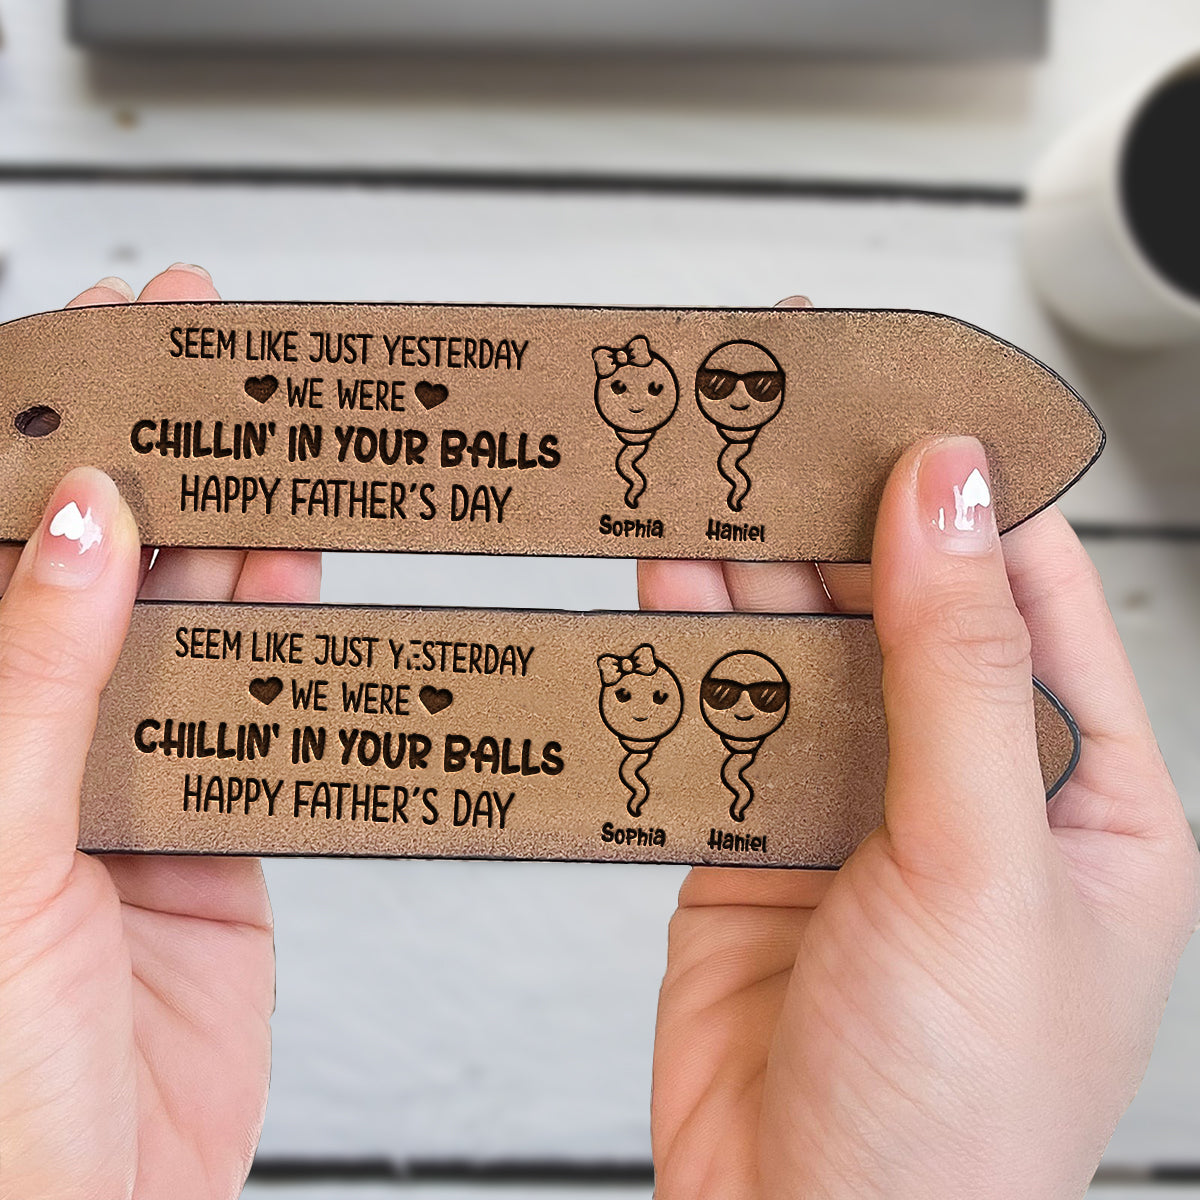 SEEM LIKE JUST YESTERDAY
WE WERE
CHILLIN' IN YOUR BALLS
HAPPY FATHER'S DAY
Sophia Haniel
SEEM LIKE JUST YESTERDAY
WE WERE
CHILLIN' IN YOUR BALLS
HAPPY FATHER'S DAY
Sophia Haniel